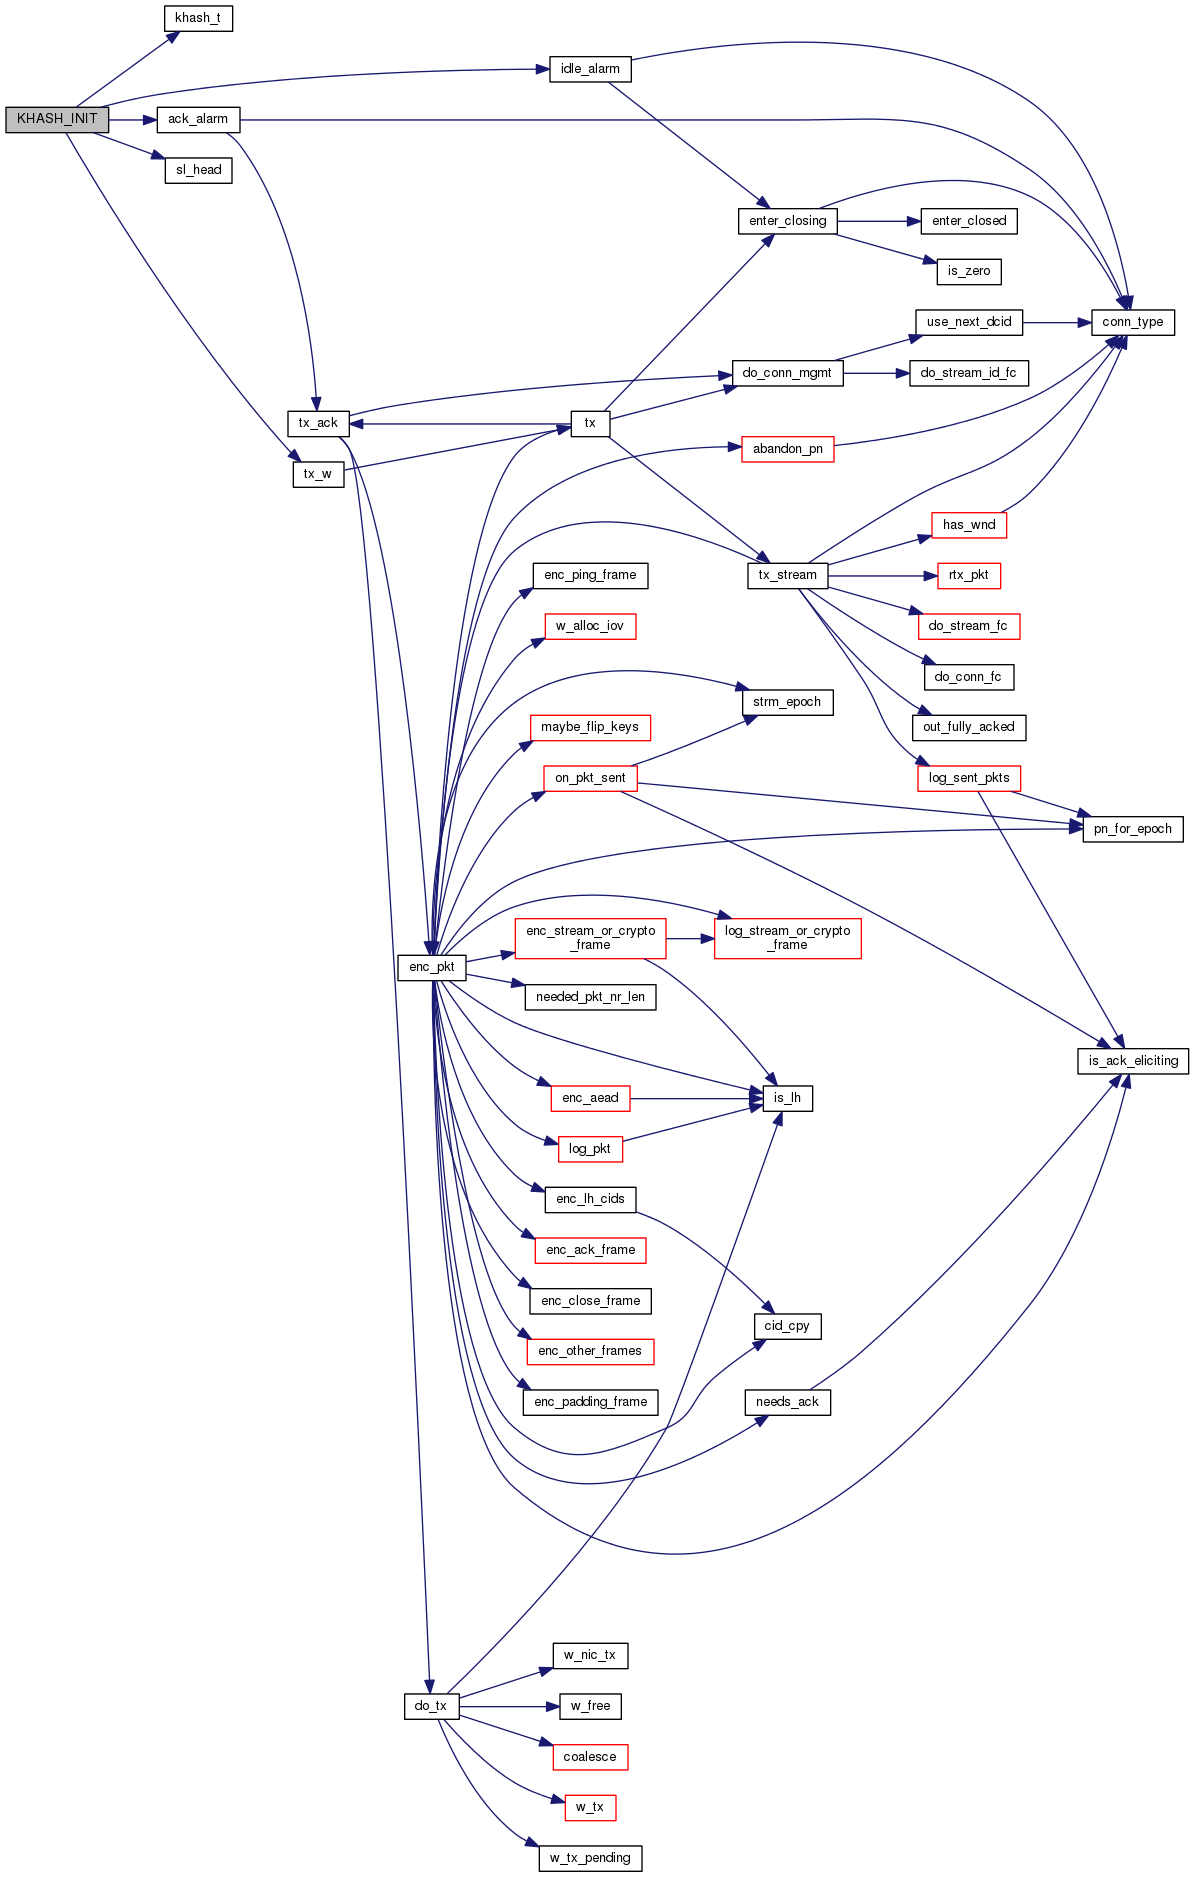 khash_t
idle_alarm
KHASH_INIT
ack_alarm
sl_head
enter_closing
enter_closed
is_zero
use_next_dcid
conn_type
do_conn_mgmt
do_stream_id_fc
tx_ack
tx
abandon_pn
tx_w
has_wnd
enc_ping_frame
tx_stream
rtx_pkt
w_alloc_iov
do_stream_fc
do_conn_fc
strm_epoch
maybe_flip_keys
out_fully_acked
on_pkt_sent
log_sent_pkts
pn_for_epoch
enc_stream_or_crypto
_frame
log_stream_or_crypto
_frame
enc_pkt
needed_pkt_nr_len
is_ack_eliciting
enc_aead
is_lh
log_pkt
enc_lh_cids
enc_ack_frame
enc_close_frame
cid_cpy
enc_other_frames
enc_padding_frame
needs_ack
w_nic_tx
do_tx
w_free
coalesce
w_tx
w_tx_pending